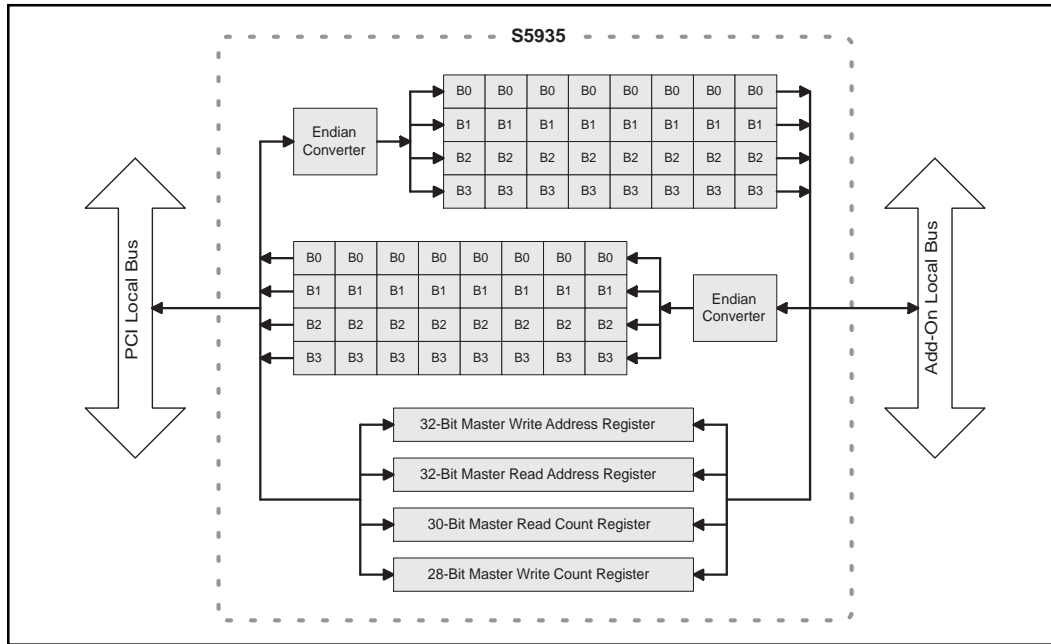 S5935
B0 B0 B0 B0 B0 B0 B0 B0
B1 B1 B1 B1 B1 B1 B1 B1
B2 B2 B2 B2 B2 B2 B2 B2
B3 B3 B3 B3 B3 B3 B3 B3
Endian
Converter
PCI Local Bus
B0 B0 B0 B0 B0 B0 B0 B0
B1 B1 B1 B1 B1 B1 B1 B1
B2 B2 B2 B2 B2 B2 B2 B2
B3 B3 B3 B3 B3 B3 B3 B3
Endian
Converter
Add-On Local Bus
32-Bit Master Write Address Register
32-Bit Master Read Address Register
30-Bit Master Read Count Register
28-Bit Master Write Count Register